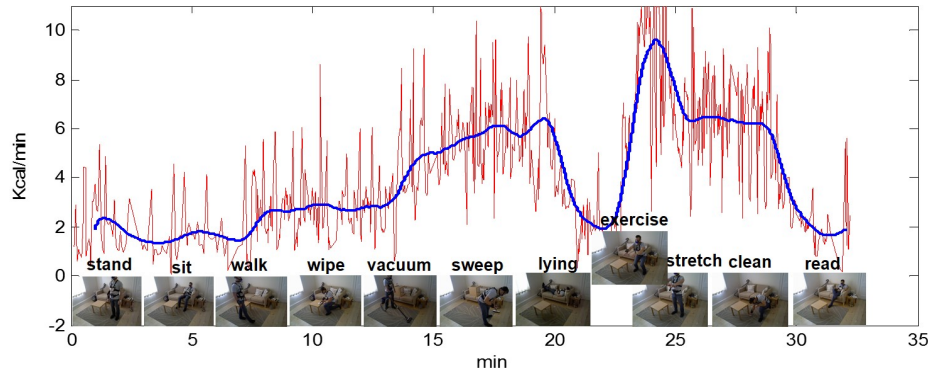 10
8
6
4
2
0
-2
Kcal/min
exercise
stand sit walk wipe vacuum sweep lying stretch clean read
0 5 10 15 20 25 30 35
min